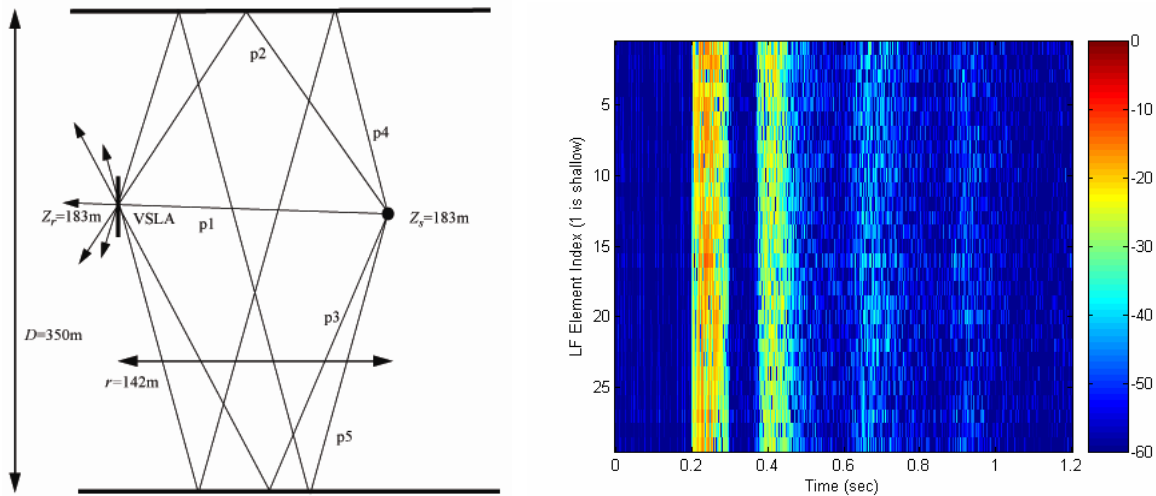 p2
p4
Zr=183m
VSLA
p1
Zs=183m
p3
D=350m
r=142m
p5
LF Element Index (1 is shallow)
5
10
15
20
25
0
0.2
0.4
0.6
0.8
1
1.2
Time (sec)
0
-10
-20
-30
-40
-50
-60